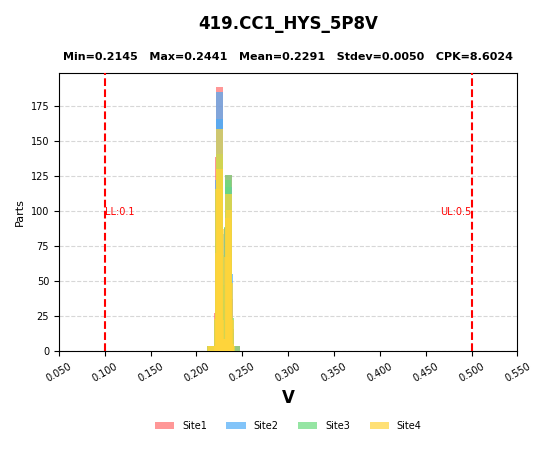 419.CC1_HYS_5P8V
Min=0.2145 Max=0.2441 Mean=0.2291 Stdev=0.0050 CPK=8.6024
175
150
125
100
75
50
25
0
Parts
LL:0.1
UL:0.5
0.050 0.100 0.150 0.200 0.250 0.300 0.350 0.400 0.450 0.500 0.550
V
Site1 Site2 Site3 Site4